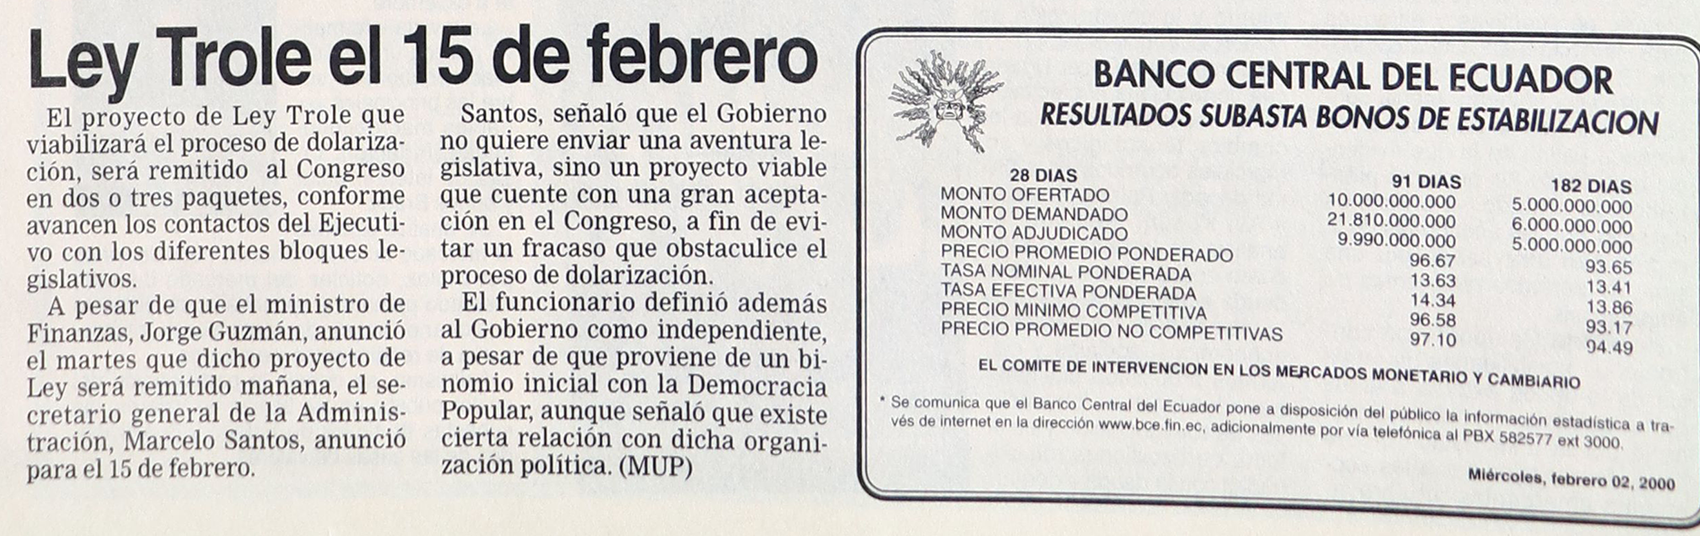 Ley Trole el 15 de febrero
El proyecto de Ley Trole que
viabilizará el proceso de dolariza-
ción, será remitido al Congreso
en dos o tres paquetes, conforme
avancen los contactos del Ejecuti-
vo con los diferentes bloques le-
gislativos.
A pesar de que el ministro de
Finanzas, Jorge Guzmán, anunció
el martes que dicho proyecto de
Ley será remitido mañana, el se-
cretario general de la Adminis-
tración, Marcelo Santos, anunció
para el 15 de febrero.
Santos, señaló que el Gobierno
no quiere enviar una aventura le-
gislativa, sino un proyecto viable
que cuente con una gran acepta-
ción en el Congreso, a fin de evi-
tar un fracaso que obstaculice el
proceso de dolarización.
El funcionario definió además
al Gobierno como independiente,
a pesar de que proviene de un bi-
nomio inicial con la Democracia
Popular, aunque señaló que existe
cierta relación con dicha organi-
zación política. (MUP)
BANCO CENTRAL DEL ECUADOR
RESULTADOS SUBASTA BONOS DE ESTABILIZACION
28 DIAS 91 DIAS 182 DIAS
MONTO OFERTADO 10.000.000.000 5.000.000.000
MONTO DEMANDADO 21.810.000.000 6.000.000.000
MONTO ADJUDICADO 9.990.000.000 5.000.000.000
PRECIO PROMEDIO PONDERADO 96.67 93.65
TASA NOMINAL PONDERADA 13.63 13.41
TASA EFECTIVA PONDERADA 14.34 13.86
PRECIO MINIMO COMPETITIVA 96.58 93.17
PRECIO PROMEDIO NO COMPETITIVAS 97.10 94.49
EL COMITE DE INTERVENCION EN LOS MERCADOS MONETARIO Y CAMBIARIO
* Se comunica que el Banco Central del Ecuador pone a disposición del público la información estadística a tra-
vés de internet en la dirección www.bce.fin.ec, adicionalmente por vía telefónica al PBX 582577 ext 3000.
Miércoles, febrero 02, 2000